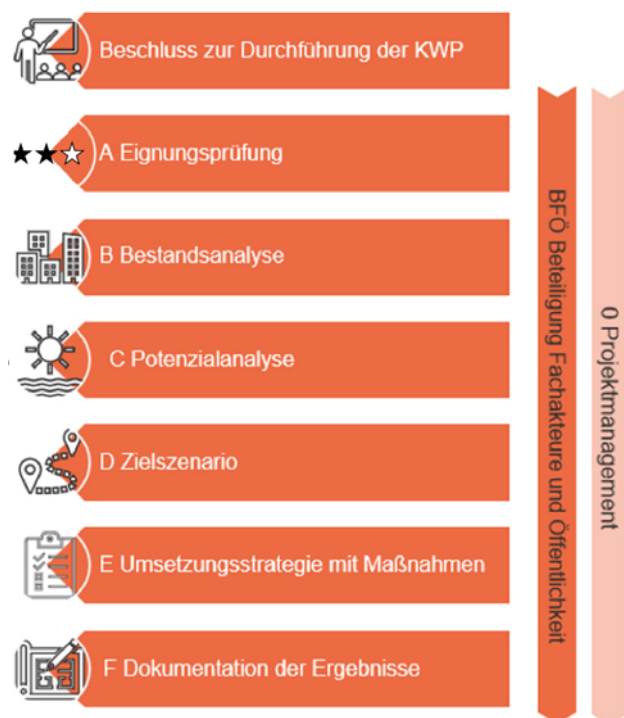 Beschluss zur Durchführung der KWP
A Eignungsprüfung
B Bestandsanalyse
C Potenzialanalyse
D Zielszenario
E Umsetzungsstrategie mit Maßnahmen
F Dokumentation der Ergebnisse
BFÖ Beteiligung Fachakteure und Öffentlichkeit
0 Projektmanagement